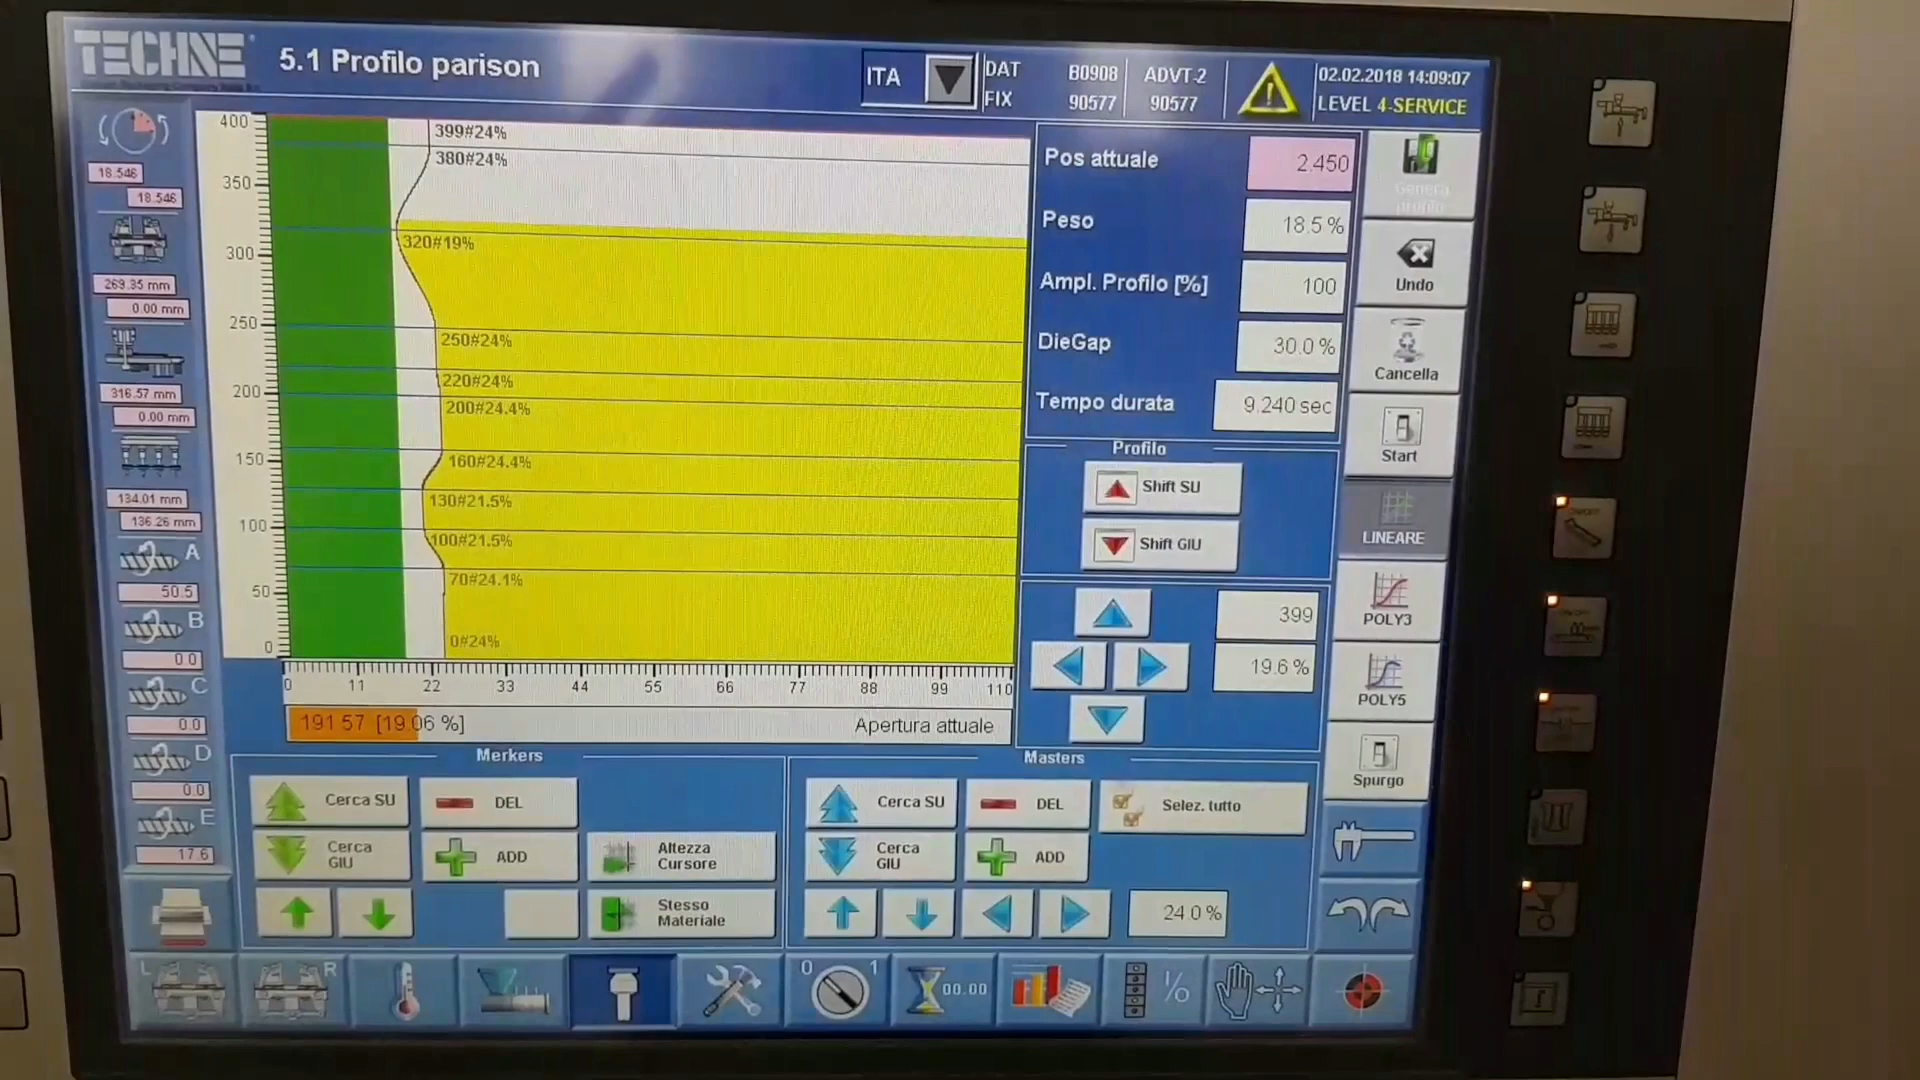 TECHNE
5.1 Profilo parison
ITA
DAT
FIX
B0908
90577
ADVT-2
90577
02.02.2018 14:09:07
LEVEL 4-SERVICE
18.546
18.546
269.35 mm
0.00 mm
316.57 mm
0.00 mm
134.01 mm
136.26 mm
A
50.5
B
0.0
C
0.0
D
0.0
E
17.6
400
350
300
250
200
150
100
50
0
399#24%
380#24%
320#19%
250#24%
220#24%
200#24.4%
160#24.4%
130#21.5%
100#21.5%
70#24.1%
0#24%
0 11 22 33 44 55 66 77 88 99 110
191 57 [19.06 %]
Apertura attuale
Pos attuale
2.450
Peso
18.5 %
Ampl. Profilo [%]
100
DieGap
30.0 %
Tempo durata
9.240 sec
Profilo
Shift SU
Shift GIU
399
19.6 %
Genera
profilo
Undo
Cancella
Start
LINEARE
POLY3
POLY5
Spurgo
Merkers
Cerca SU
DEL
Cerca
GIU
ADD
Altezza
Cursore
Stesso
Materiale
Masters
Cerca SU
DEL
Selez. tutto
Cerca
GIU
ADD
24.0 %
L
R
0
1
00.00
I/O